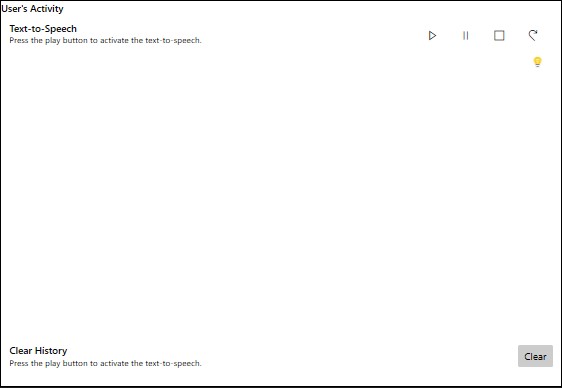 User's Activity
Text-to-Speech
Press the play button to activate the text-to-speech.
Clear History
Press the play button to activate the text-to-speech.
Clear